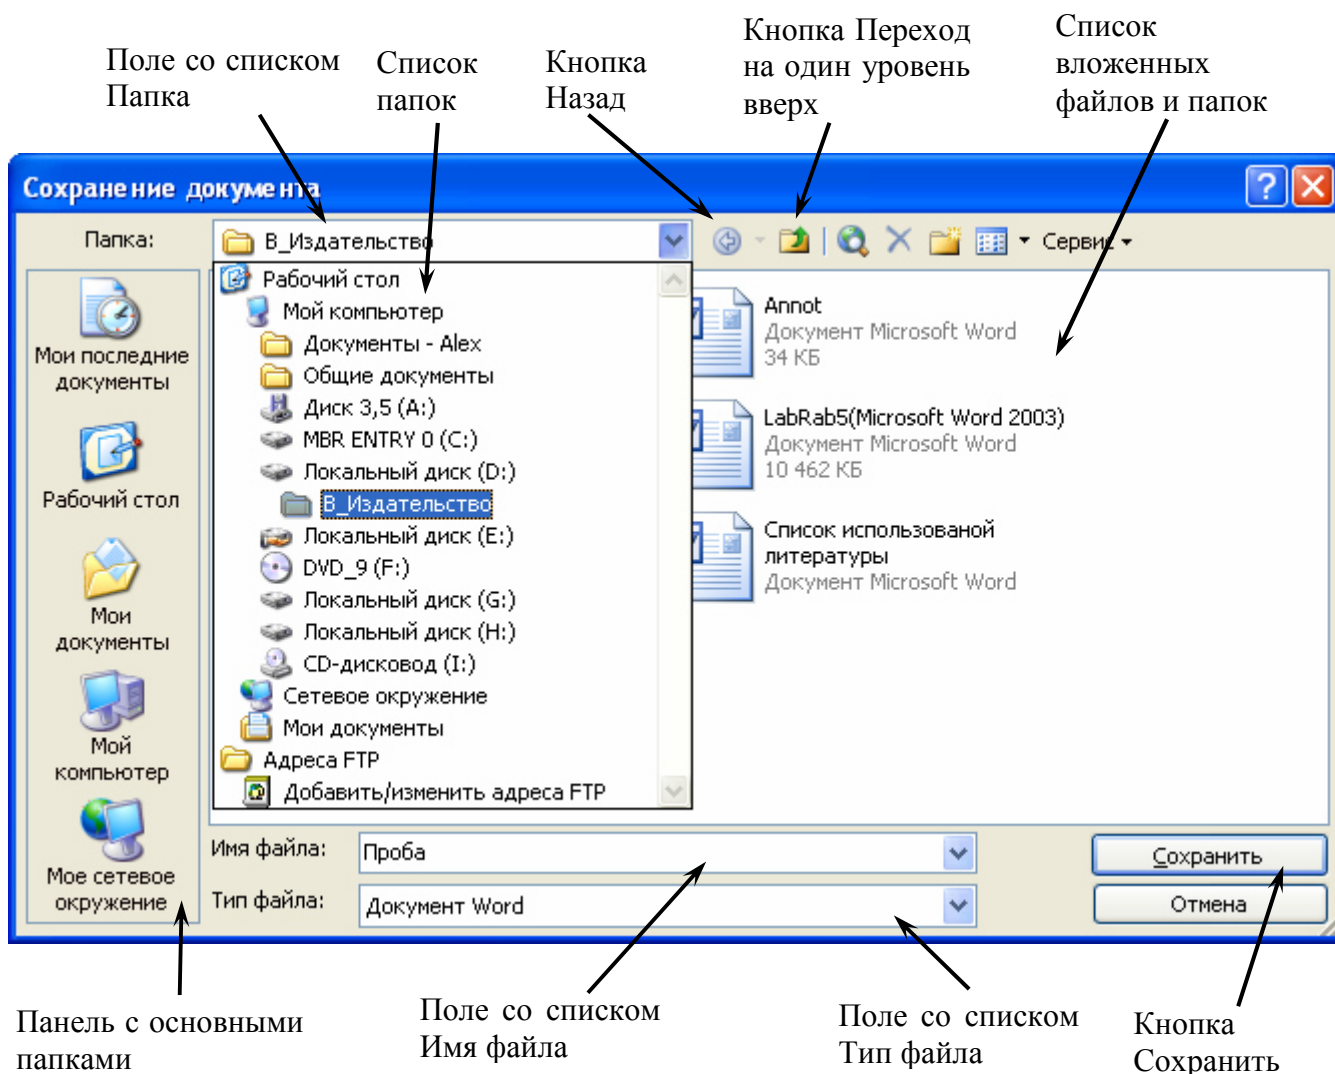 Поле со списком
Папка
Список
папок
Кнопка
Назад
Кнопка Переход
на один уровень
вверх
Список
вложенных
файлов и папок
Сохранение документа
Папка:
В_Издательство
Сервис
Мои последние
документы
Рабочий стол
Мои
документы
Мой
компьютер
Мое сетевое
окружение
Рабочий стол
Мой компьютер
Документы - Alex
Общие документы
Диск 3,5 (A:)
MBR ENTRY 0 (C:)
Локальный диск (D:)
В_Издательство
Локальный диск (E:)
DVD_9 (F:)
Локальный диск (G:)
Локальный диск (H:)
CD-дисковод (I:)
Сетевое окружение
Мои документы
Адреса FTP
Добавить/изменить адреса FTP
Annot
Документ Microsoft Word
34 КБ
LabRab5(Microsoft Word 2003)
Документ Microsoft Word
10 462 КБ
Список использованой
литературы
Документ Microsoft Word
Имя файла:
Проба
Сохранить
Тип файла:
Документ Word
Отмена
Панель с основными
папками
Поле со списком
Имя файла
Поле со списком
Тип файла
Кнопка
Сохранить